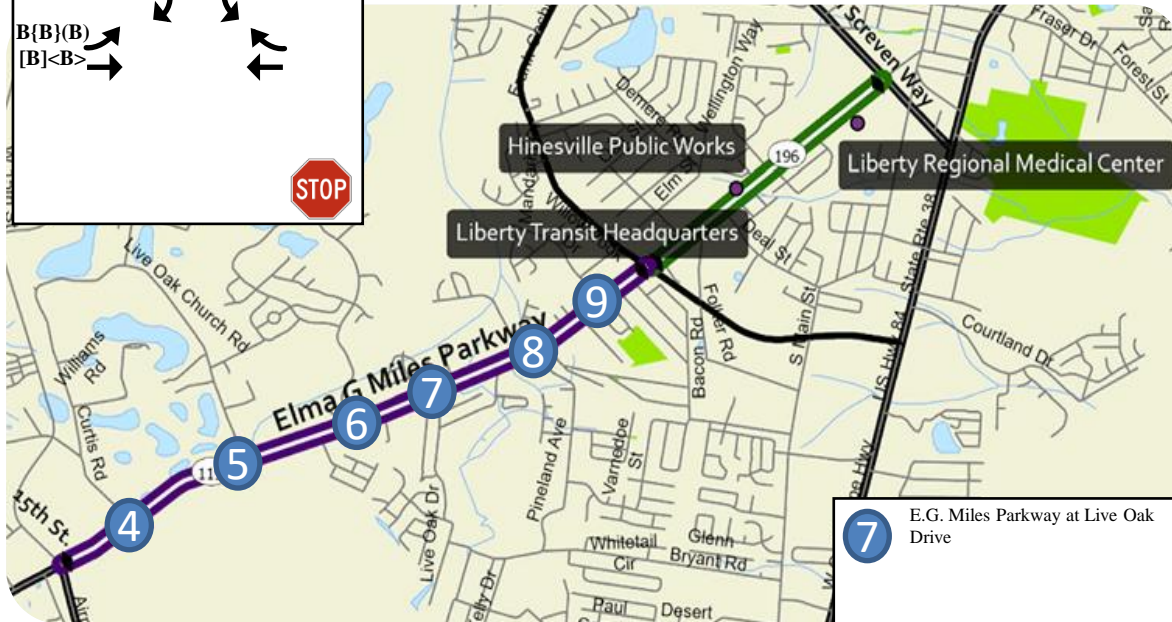 B{B}(B)
[B]<B>
STOP
Screven Way
Fraser Dr
Forest St
Wellington Way
Demere Rd
Hinesville Public Works
196
Liberty Regional Medical Center
Elm St
Liberty Transit Headquarters
Deal St
State Rte 38
Live Oak Church Rd
Williams Rd
9
Folker Rd
Bacon Rd
S Main St
US Hwy 84
Courtland Dr
8
Elma G Miles Parkway
7
6
5
Curtis Rd
4
15th St.
Live Oak Dr
Pineland Ave
Varnedoe St
Whitetail Cir
Glenn Bryant Rd
Paul
Desert
7
E.G. Miles Parkway at Live Oak
Drive